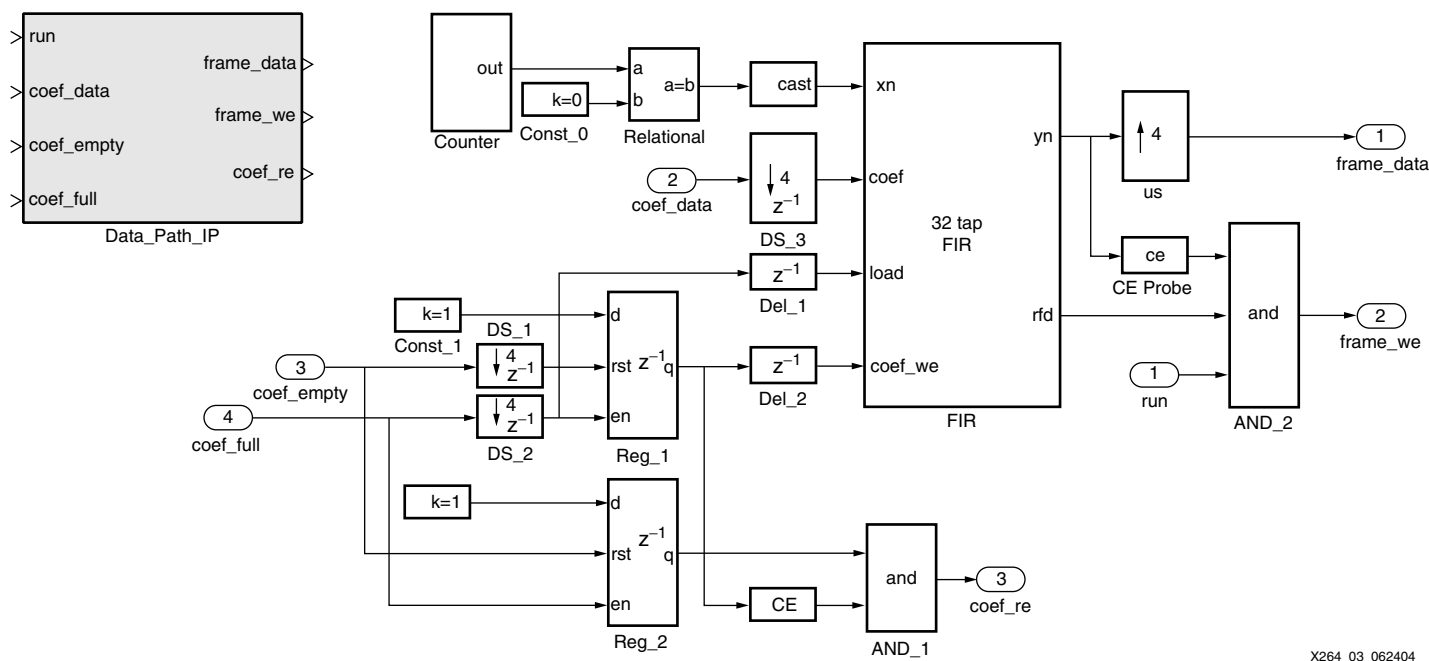 run
coef_data
coef_empty
coef_full
frame_data
frame_we
coef_re
Data_Path_IP
out
Counter
k=0
Const_0
a
b
a=b
Relational
cast
2
coef_data
↓ 4
z⁻¹
DS_3
xn
coef
load
coef_we
32 tap
FIR
yn
rfd
FIR
↑ 4
us
1
frame_data
ce
CE Probe
and
AND_2
2
frame_we
1
run
z⁻¹
Del_1
z⁻¹
Del_2
k=1
Const_1
DS_1
↓ 4
z⁻¹
3
coef_empty
4
coef_full
↓ 4
z⁻¹
DS_2
d
rst
en
z⁻¹
q
Reg_1
k=1
d
rst
en
z⁻¹
q
Reg_2
CE
and
AND_1
3
coef_re
X264_03_062404